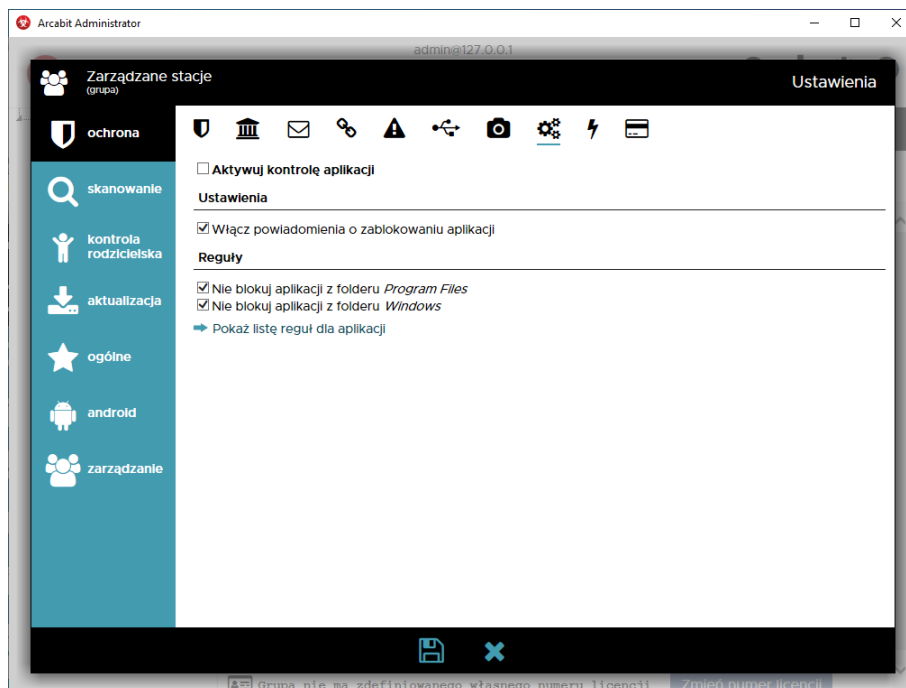 Arcabit Administrator
admin@127.0.0.1
Zarządzane stacje
(grupa)
Ustawienia
ochrona
skanowanie
kontrola
rodzicielska
aktualizacja
ogólne
android
zarządzanie
Aktywuj kontrolę aplikacji
Ustawienia
Włącz powiadomienia o zablokowaniu aplikacji
Reguły
Nie blokuj aplikacji z folderu Program Files
Nie blokuj aplikacji z folderu Windows
Pokaż listę reguł dla aplikacji
Grupa nie ma zdefiniowanego własnego numeru licencji
Zmień numer licencji